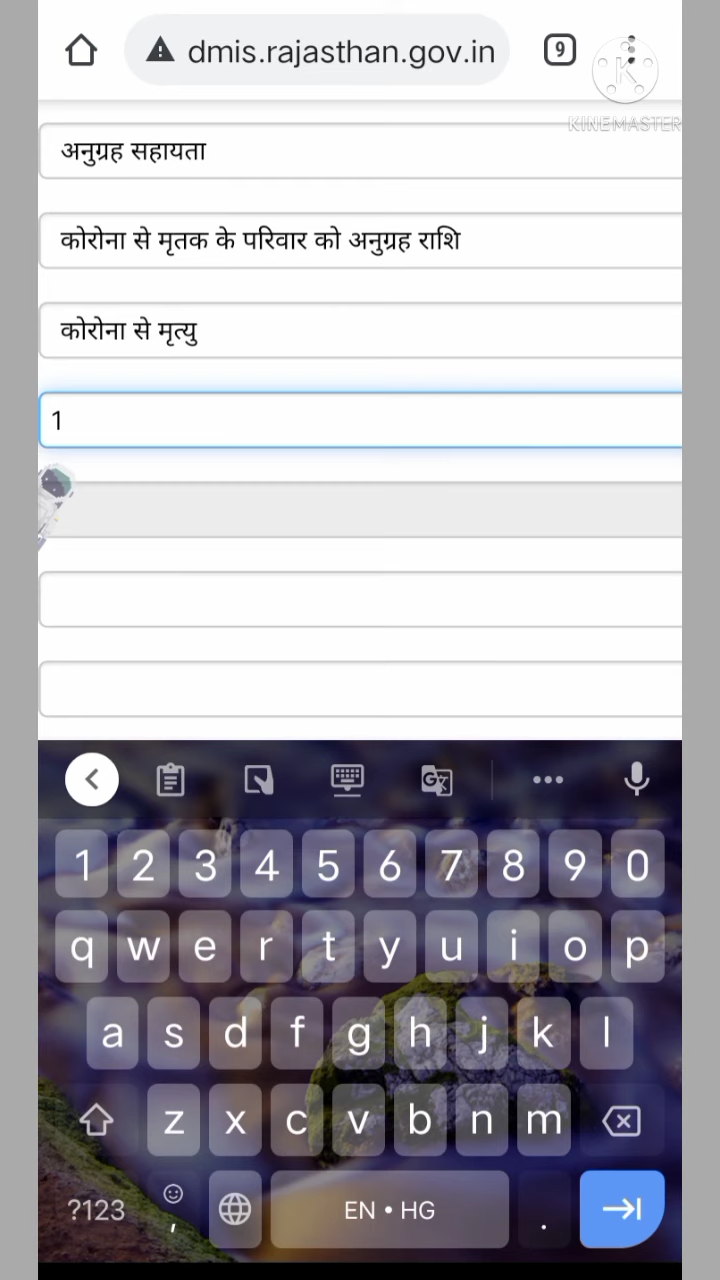 dmis.rajasthan.gov.in
9
K
KINEMASTER
अनुग्रह सहायता
कोरोना से मृतक के परिवार को अनुग्रह राशि
कोरोना से मृत्यु
1
1 2 3 4 5 6 7 8 9 0
q w e r t y u i o p
a s d f g h j k l
z x c v b n m
?123 , EN • HG .